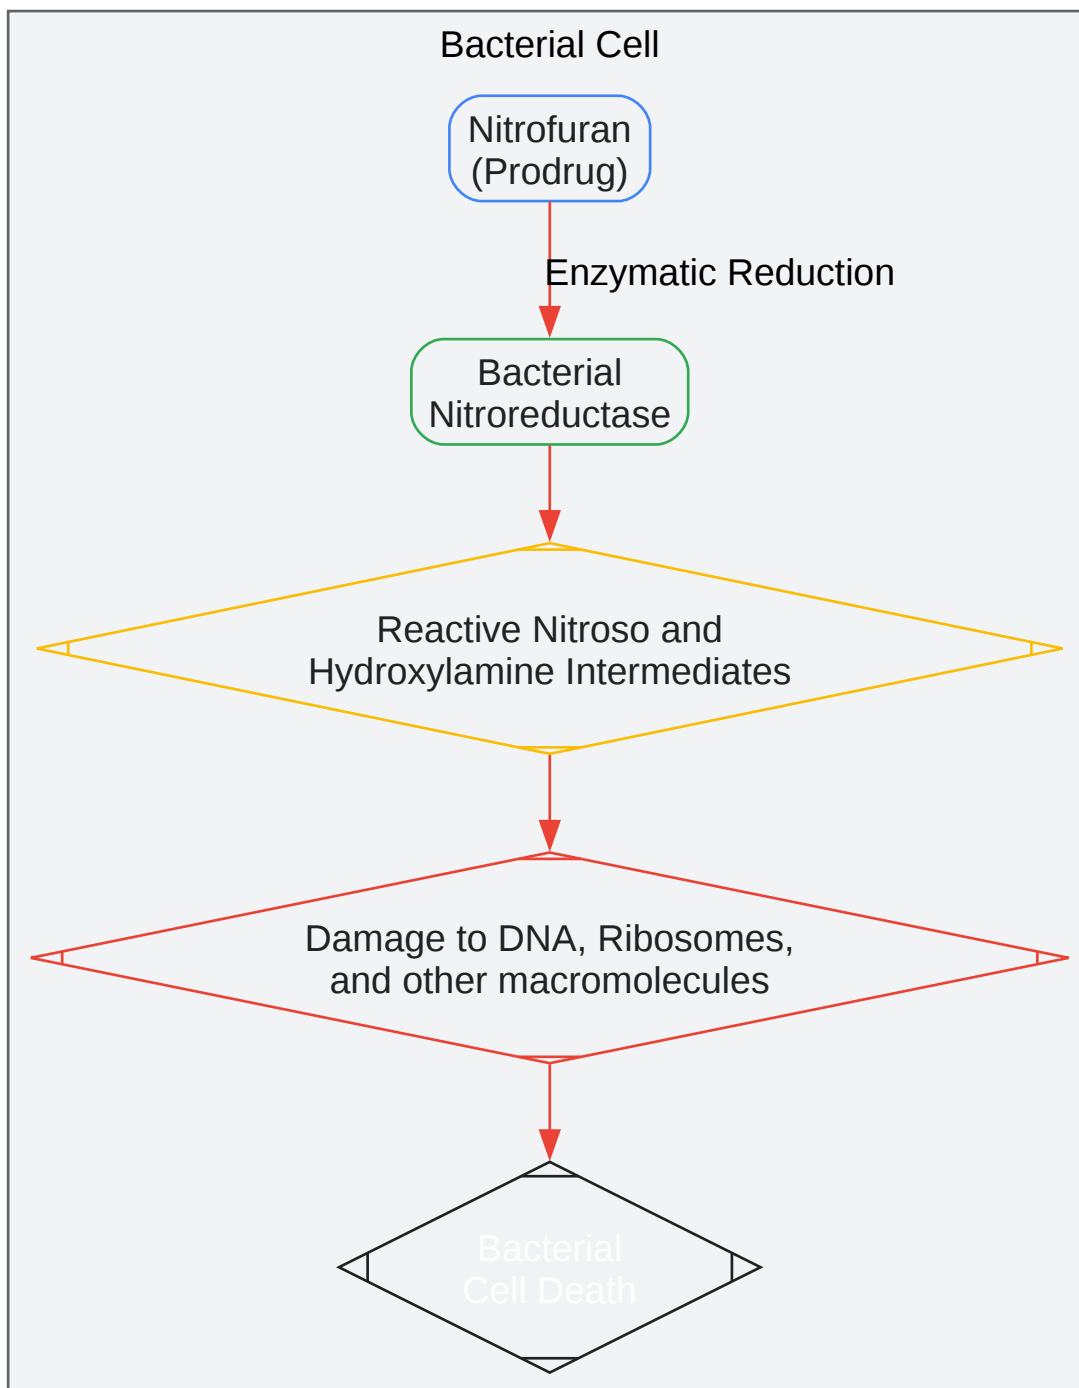 Bacterial Cell
Nitrofuran
(Prodrug)
Enzymatic Reduction
Bacterial
Nitroreductase
Reactive Nitroso and
Hydroxylamine Intermediates
Damage to DNA, Ribosomes,
and other macromolecules
Bacterial
Cell Death